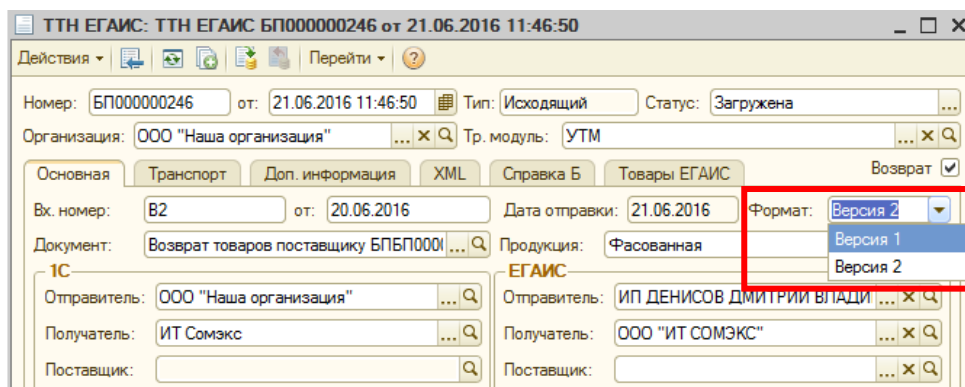 ТТН ЕГАИС: ТТН ЕГАИС БП000000246 от 21.06.2016 11:46:50
Действия Перейти ?
Номер: БП000000246 от: 21.06.2016 11:46:50 Тип: Исходящий Статус: Загружена ...
Организация: ООО "Наша организация" ... Тр. модуль: УТМ ...
Основная Транспорт Доп. информация XML Справка Б Товары ЕГАИС Возврат
Вх. номер: В2 от: 20.06.2016 Дата отправки: 21.06.2016 Формат: Версия 2
Документ: Возврат товаров поставщику БПБП000( ... Продукция: Фасованная Версия 1
Версия 2
1С ЕГАИС
Отправитель: ООО "Наша организация" ... Отправитель: ИП ДЕНИСОВ ДМИТРИЙ ВЛАДИ ...
Получатель: ИТ Сомэкс ... Получатель: ООО "ИТ СОМЭКС" ...
Поставщик: Поставщик: ...